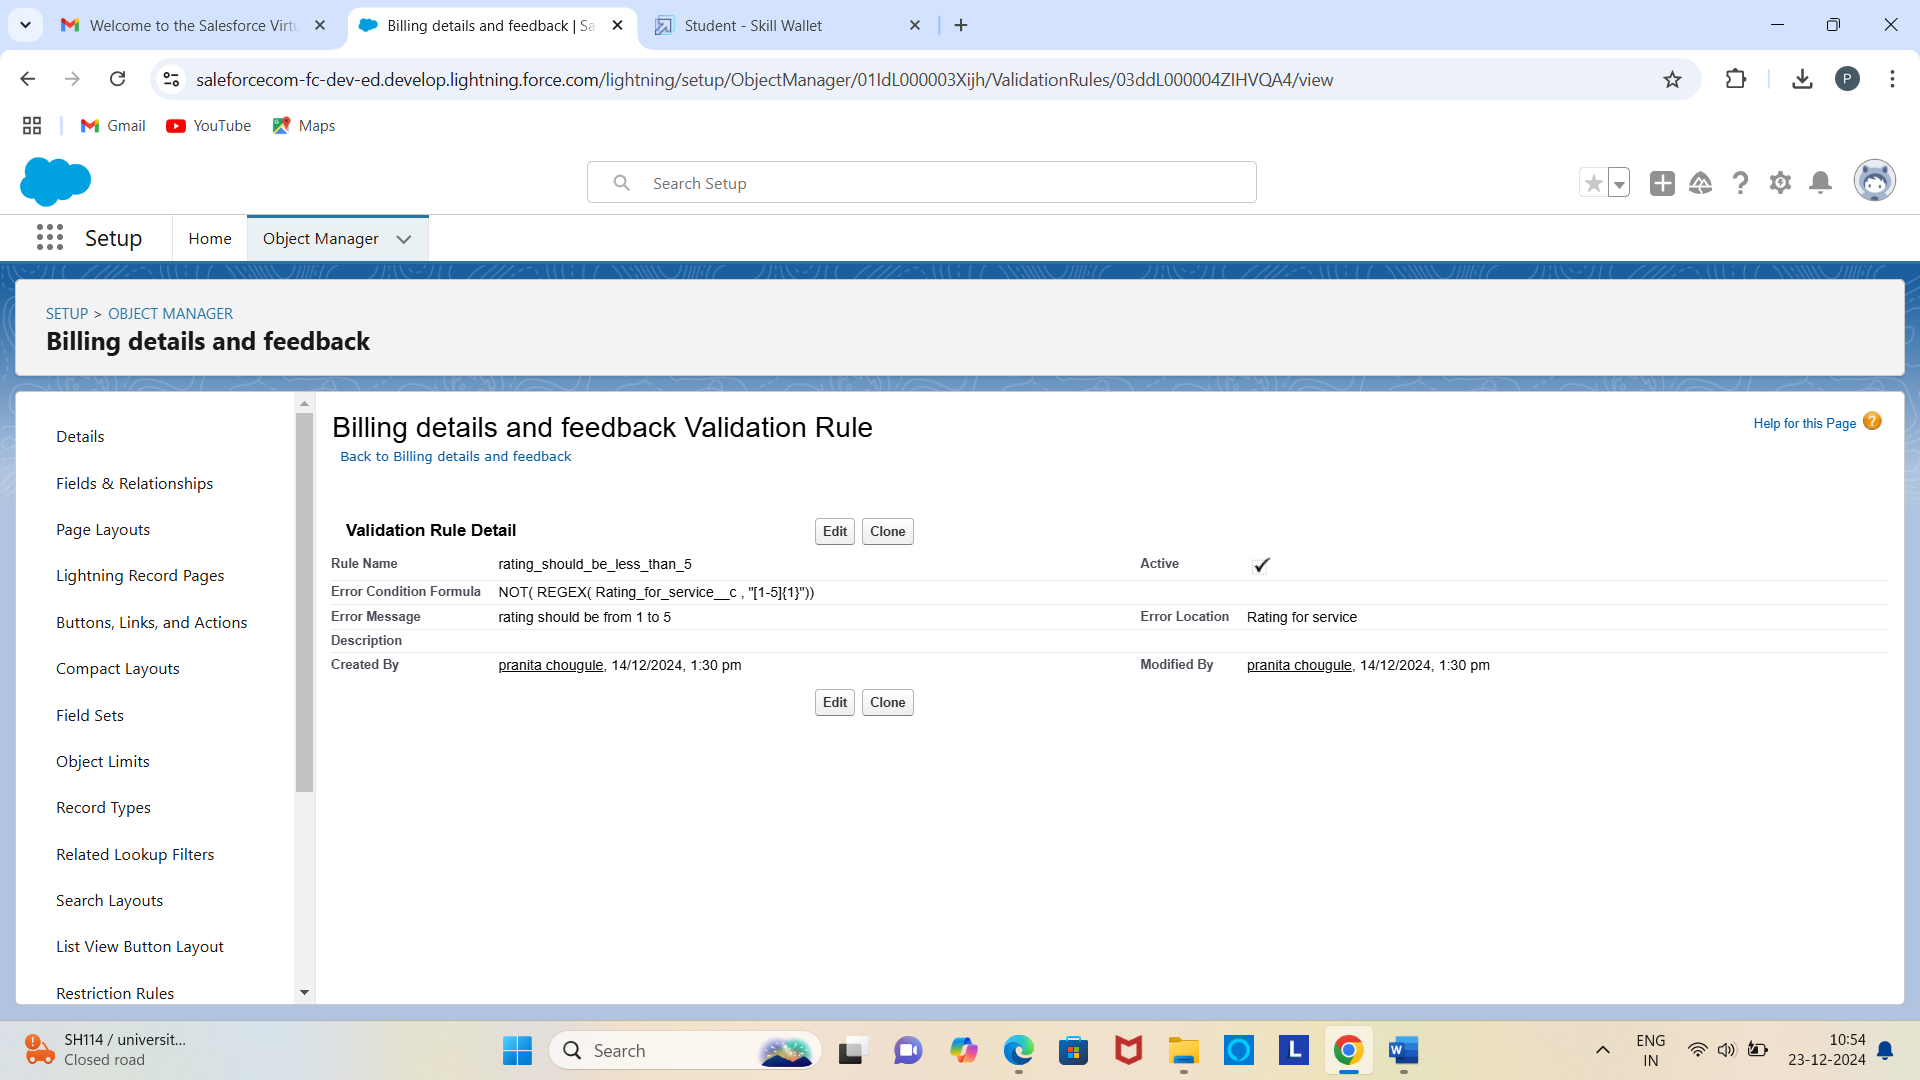 Welcome to the Salesforce Virtu
Billing details and feedback | Sa
Student - Skill Wallet
saleforcecom-fc-dev-ed.develop.lightning.force.com/lightning/setup/ObjectManager/01IdL000003Xijh/ValidationRules/03ddL000004ZIHVQA4/view
P
Gmail
YouTube
Maps
Search Setup
Setup
Home
Object Manager
SETUP > OBJECT MANAGER
Billing details and feedback
Details
Fields & Relationships
Page Layouts
Lightning Record Pages
Buttons, Links, and Actions
Compact Layouts
Field Sets
Object Limits
Record Types
Related Lookup Filters
Search Layouts
List View Button Layout
Restriction Rules
Billing details and feedback Validation Rule
Help for this Page
Back to Billing details and feedback
Validation Rule Detail
Edit Clone
Rule Name rating_should_be_less_than_5 Active
Error Condition Formula NOT( REGEX( Rating_for_service__c , "[1-5]{1}"))
Error Message rating should be from 1 to 5 Error Location Rating for service
Description
Created By pranita chougule, 14/12/2024, 1:30 pm Modified By pranita chougule, 14/12/2024, 1:30 pm
Edit Clone
SH114 / universit...
Closed road
Search
L
W
ENG
IN
10:54
23-12-2024